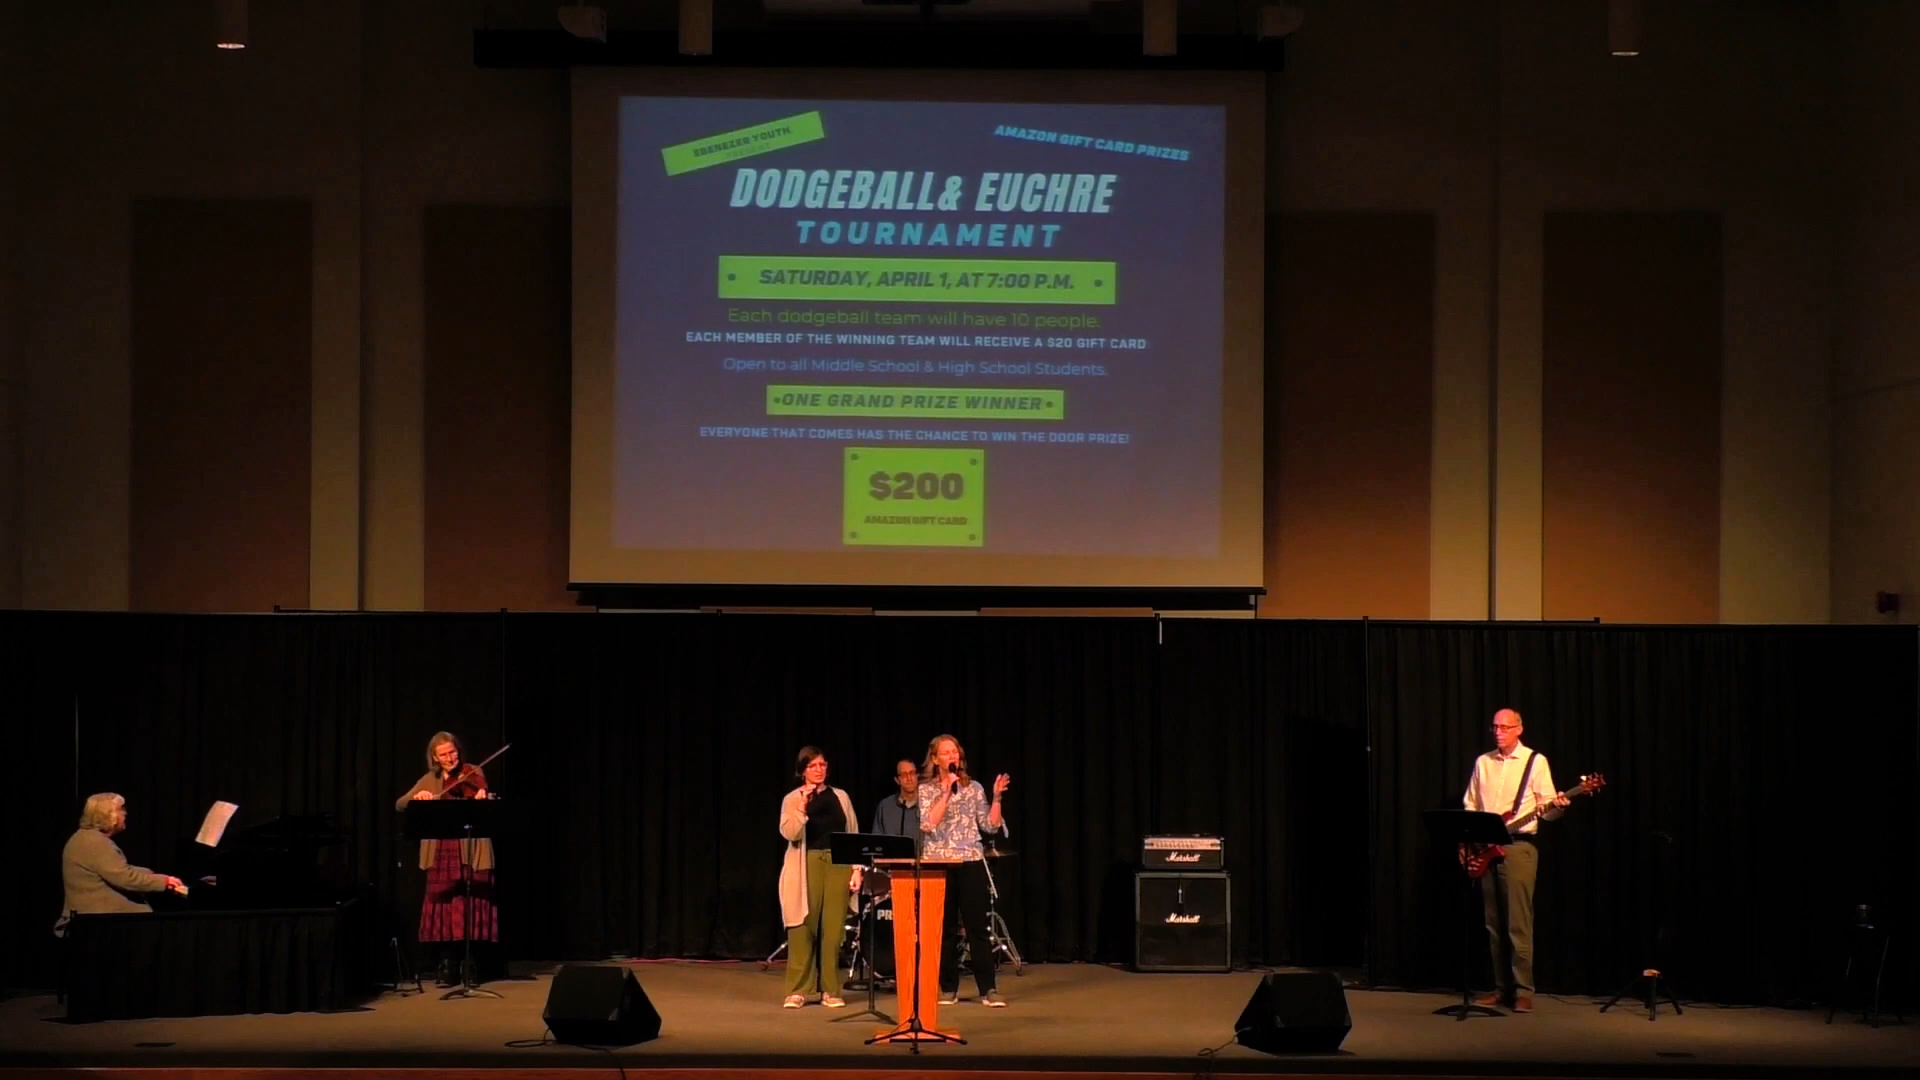 EBENEZER YOUTH
PRESENT
AMAZON GIFT CARD PRIZES
DODGEBALL & EUCHRE
TOURNAMENT
SATURDAY, APRIL 1, AT 7:00 P.M.
Each dodgeball team will have 10 people.
EACH MEMBER OF THE WINNING TEAM WILL RECEIVE A $20 GIFT CARD
Open to all Middle School & High School Students.
ONE GRAND PRIZE WINNER
EVERYONE THAT COMES HAS THE CHANCE TO WIN THE DOOR PRIZE!
$200
AMAZON GIFT CARD
Marshall
Marshall